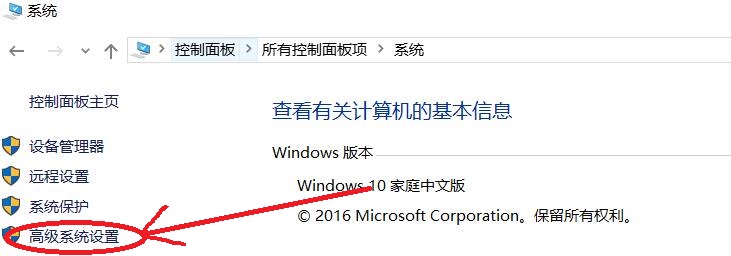 系统
控制面板 所有控制面板项 系统
控制面板主页
设备管理器
远程设置
系统保护
高级系统设置
查看有关计算机的基本信息
Windows 版本
Windows 10 家庭中文版
© 2016 Microsoft Corporation。保留所有权利。